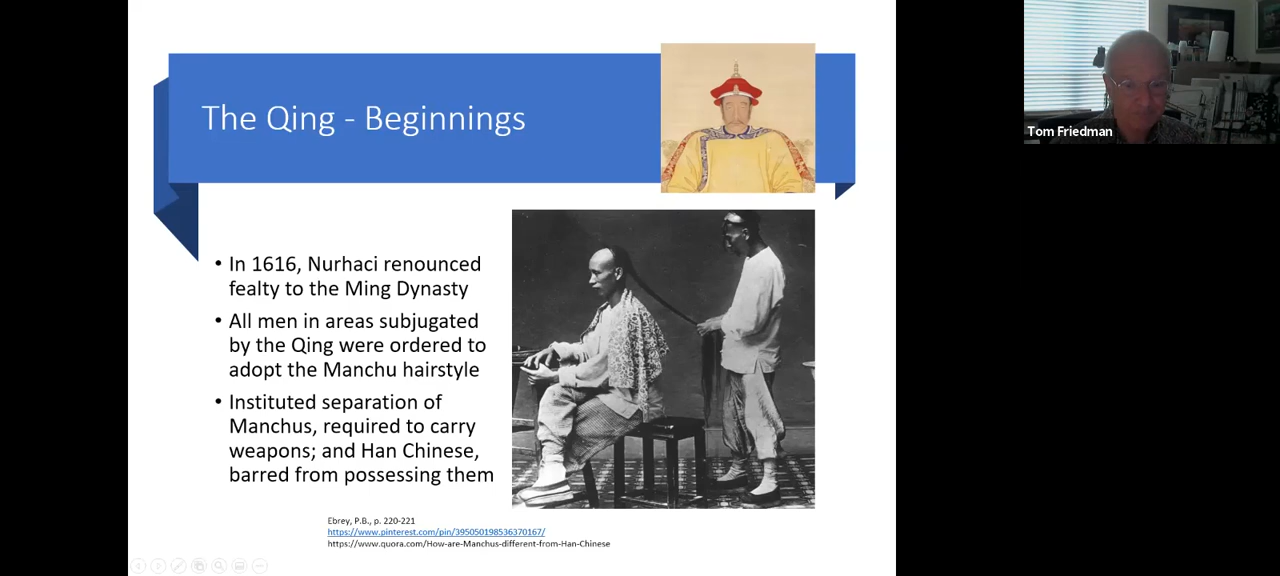 The Qing - Beginnings
Tom Friedman
• In 1616, Nurhaci renounced
fealty to the Ming Dynasty
• All men in areas subjugated
by the Qing were ordered to
adopt the Manchu hairstyle
• Instituted separation of
Manchus, required to carry
weapons; and Han Chinese,
barred from possessing them
Ebrey, P.B., p. 220-221
https://www.pinterest.com/pin/395050198536370167/
https://www.quora.com/How-are-Manchus-different-from-Han-Chinese